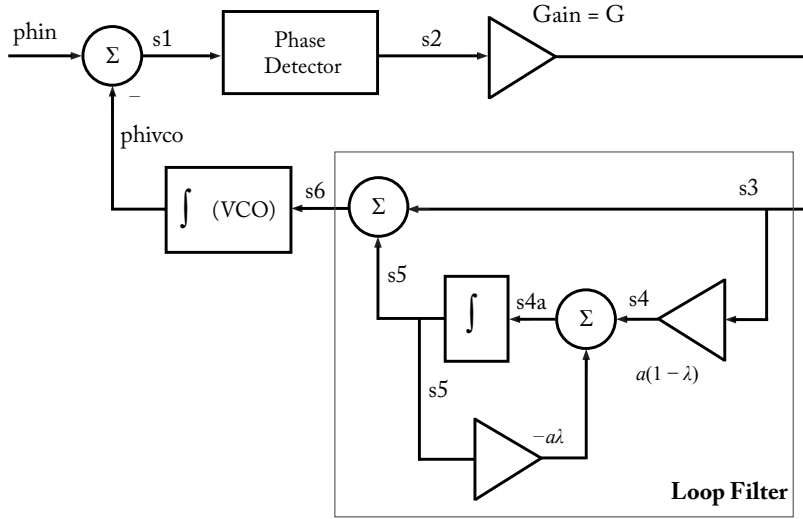 Gain = G
phin
Σ
s1
Phase
Detector
s2
−
phivco
∫ (VCO)
s6
Σ
s3
s5
∫
s4a
Σ
s4
a(1 − λ)
s5
−aλ
Loop Filter